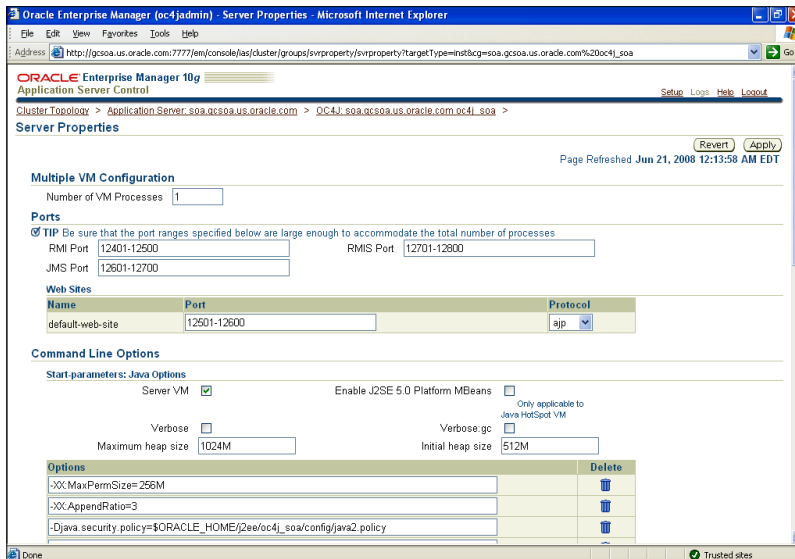 Oracle Enterprise Manager (oc4jadmin) - Server Properties - Microsoft Internet Explorer
File Edit View Favorites Tools Help
Address http://gcsoa.us.oracle.com:7777/em/console/ias/cluster/groups/svrproperty/svrproperty?targetType=inst&cg=soa.gcsoa.us.oracle.com%20oc4j_soa Go
ORACLE Enterprise Manager 10g
Application Server Control
Setup Logs Help Logout
Cluster Topology > Application Server: soa.gcsoa.us.oracle.com > OC4J: soa.gcsoa.us.oracle.com oc4j_soa >
Server Properties
Revert Apply
Page Refreshed Jun 21, 2008 12:13:58 AM EDT
Multiple VM Configuration
Number of VM Processes 1
Ports
TIP Be sure that the port ranges specified below are large enough to accommodate the total number of processes
RMI Port 12401-12500 RMIS Port 12701-12800
JMS Port 12601-12700
Web Sites
Name Port Protocol
default-web-site 12501-12600 ajp
Command Line Options
Start-parameters: Java Options
Server VM Enable J2SE 5.0 Platform MBeans
Only applicable to
Java HotSpot VM
Verbose Verbose:gc
Maximum heap size 1024M Initial heap size 512M
Options Delete
-XX:MaxPermSize=256M
-XX:AppendRatio=3
-Djava.security.policy=$ORACLE_HOME/j2ee/oc4j_soa/config/java2.policy
Done Trusted sites